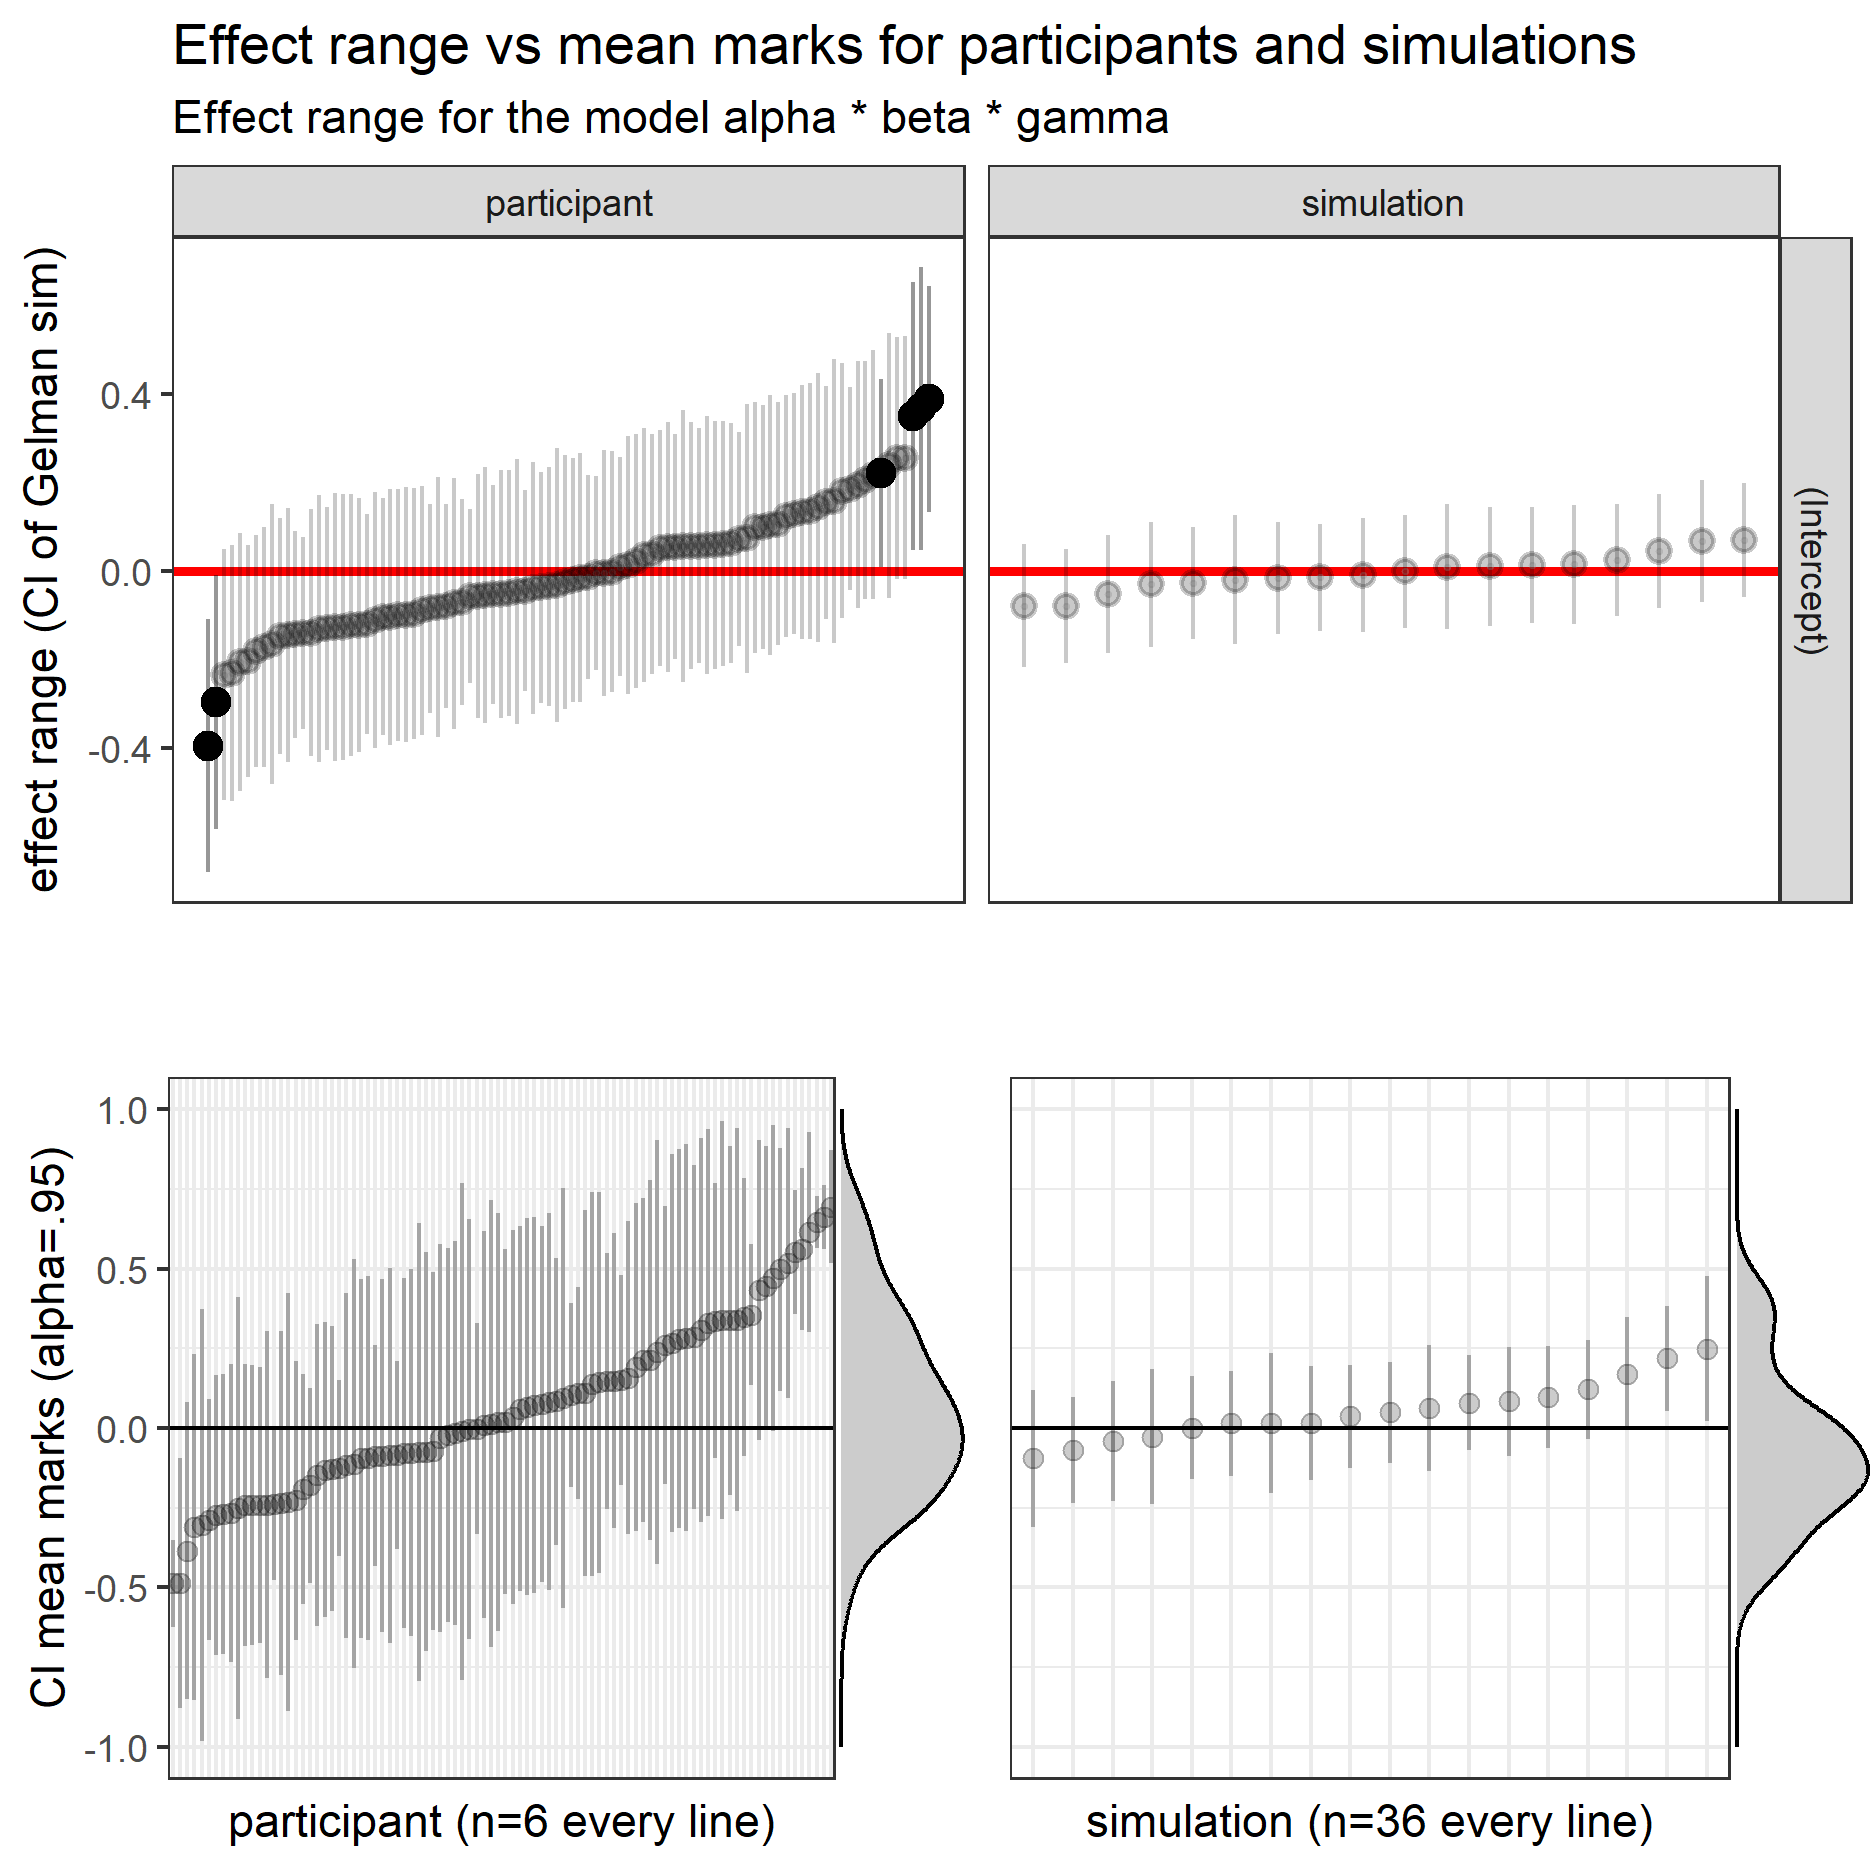 Effect range vs mean marks for participants and simulations
Effect range for the model alpha * beta * gamma
participant
simulation
effect range (CI of Gelman sim)
0.4
0.0
-0.4
(Intercept)
CI mean marks (alpha=.95)
1.0
0.5
0.0
-0.5
-1.0
participant (n=6 every line)
simulation (n=36 every line)